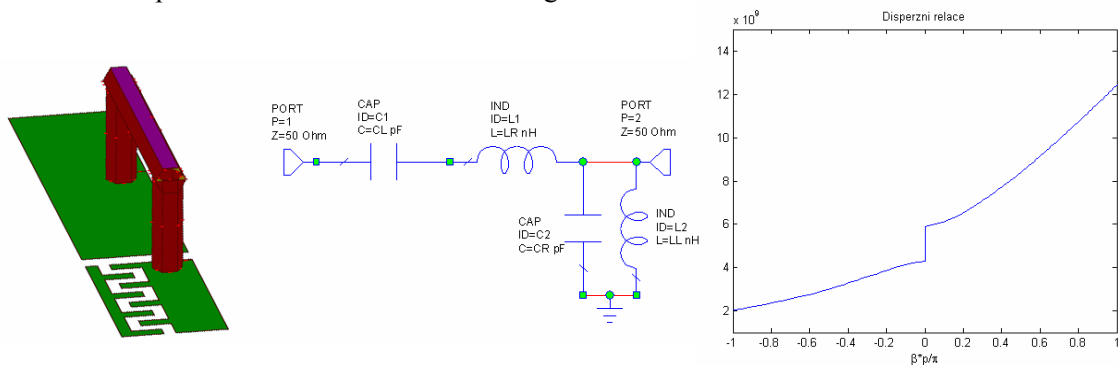 PORT
P=1
Z=50 Ohm
CAP
ID=C1
C=CL pF
IND
ID=L1
L=LR nH
PORT
P=2
Z=50 Ohm
CAP
ID=C2
C=CR pF
IND
ID=L2
L=LL nH
x 10⁹
Disperzni relace
14
12
10
8
6
4
2
-1 -0.8 -0.6 -0.4 -0.2 0 0.2 0.4 0.6 0.8 1
β*p/π